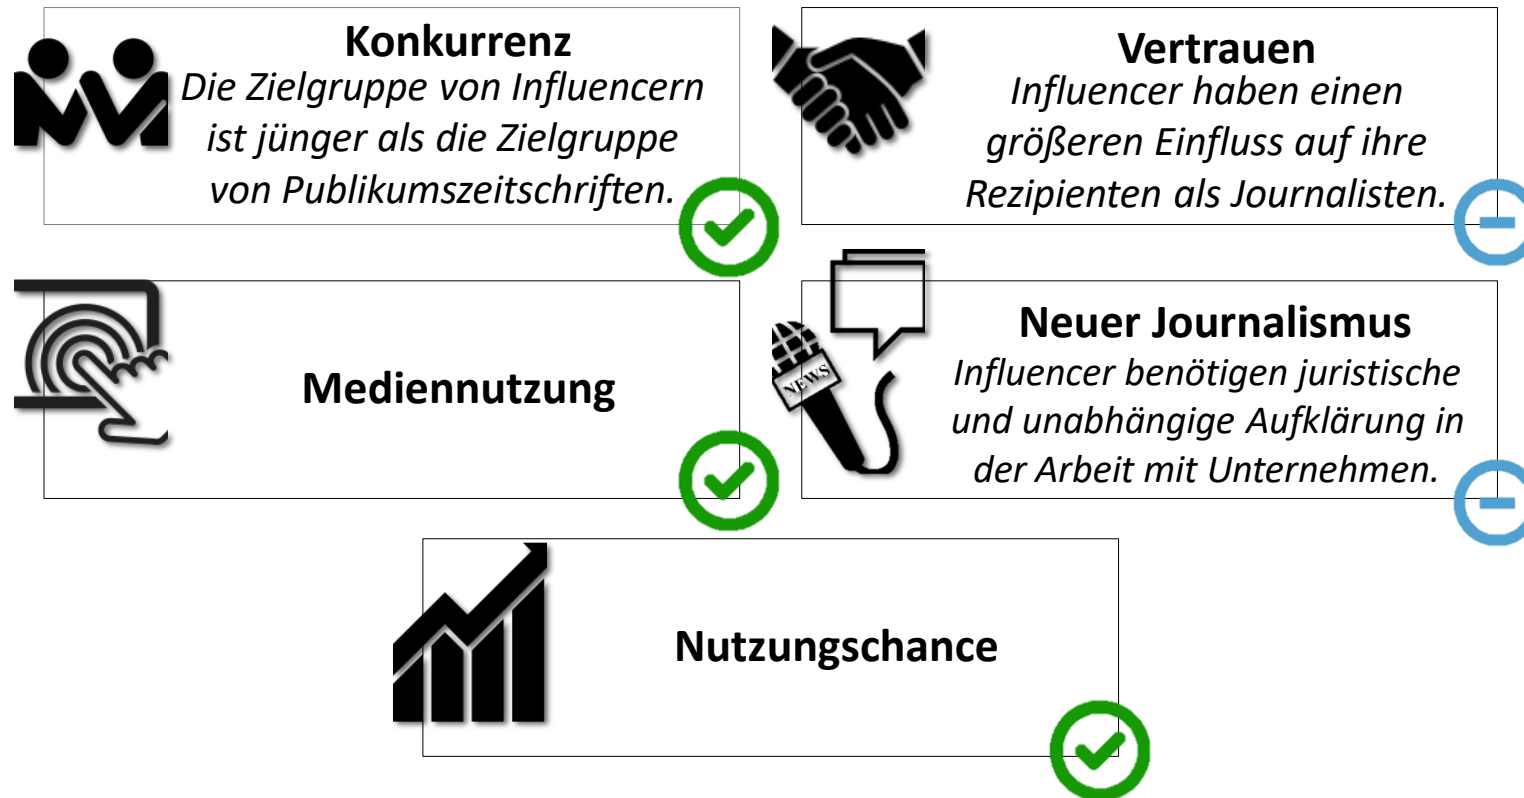 Konkurrenz
Die Zielgruppe von Influencern
ist jünger als die Zielgruppe
von Publikumszeitschriften.
Vertrauen
Influencer haben einen
größeren Einfluss auf ihre
Rezipienten als Journalisten.
Mediennutzung
NEWS
Neuer Journalismus
Influencer benötigen juristische
und unabhängige Aufklärung in
der Arbeit mit Unternehmen.
Nutzungschance